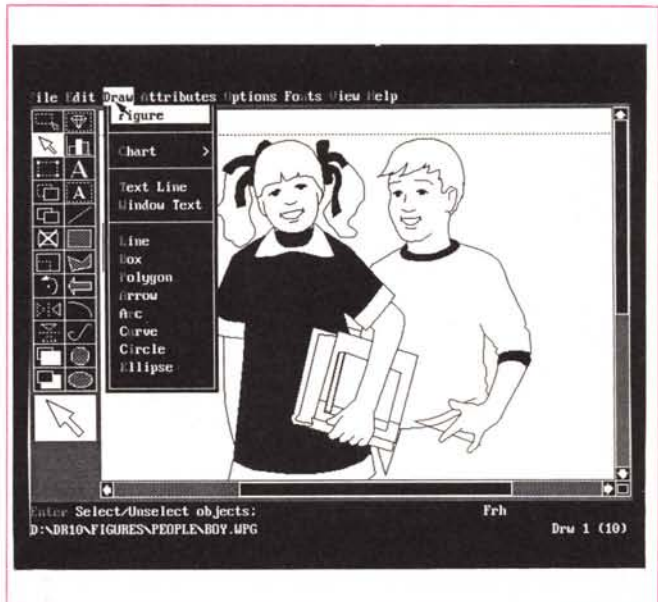 File Edit Draw Attributes Options Fonts View Help
Figure
Chart >
Text Line
Window Text
Line
Box
Polygon
Arrow
Arc
Curve
Circle
Ellipse
A
A
Enter Select/Unselect objects; Frh
D:\DR10\FIGURES\PEOPLE\BOY.WPG Drw 1 (10)